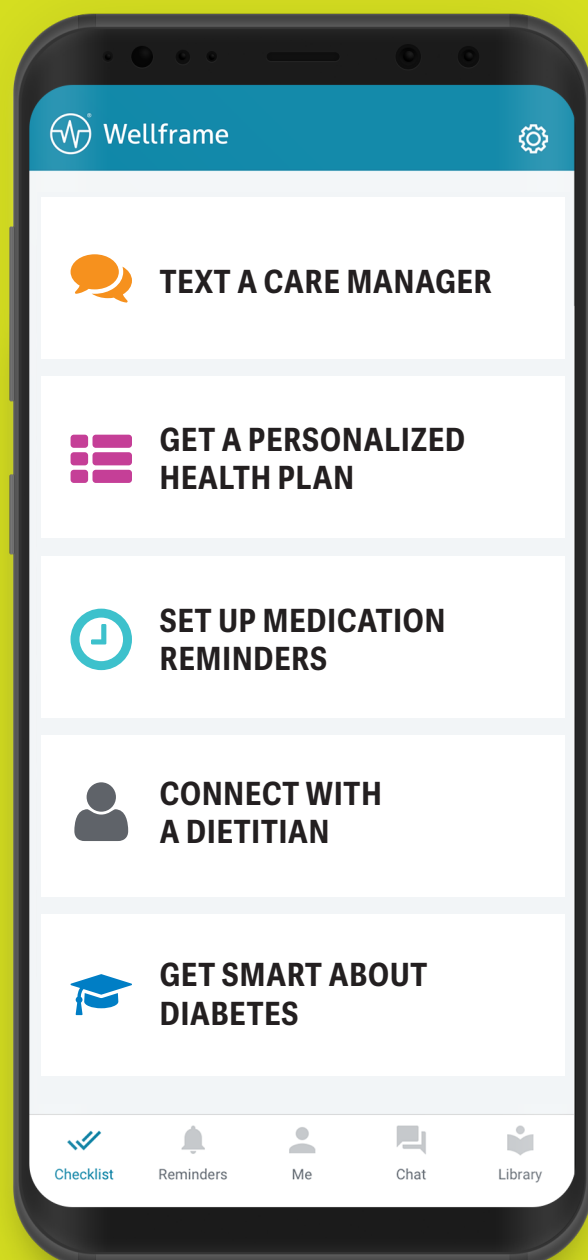 Wellframe
TEXT A CARE MANAGER
GET A PERSONALIZED
HEALTH PLAN
SET UP MEDICATION
REMINDERS
CONNECT WITH
A DIETITIAN
GET SMART ABOUT
DIABETES
Checklist Reminders Me Chat Library